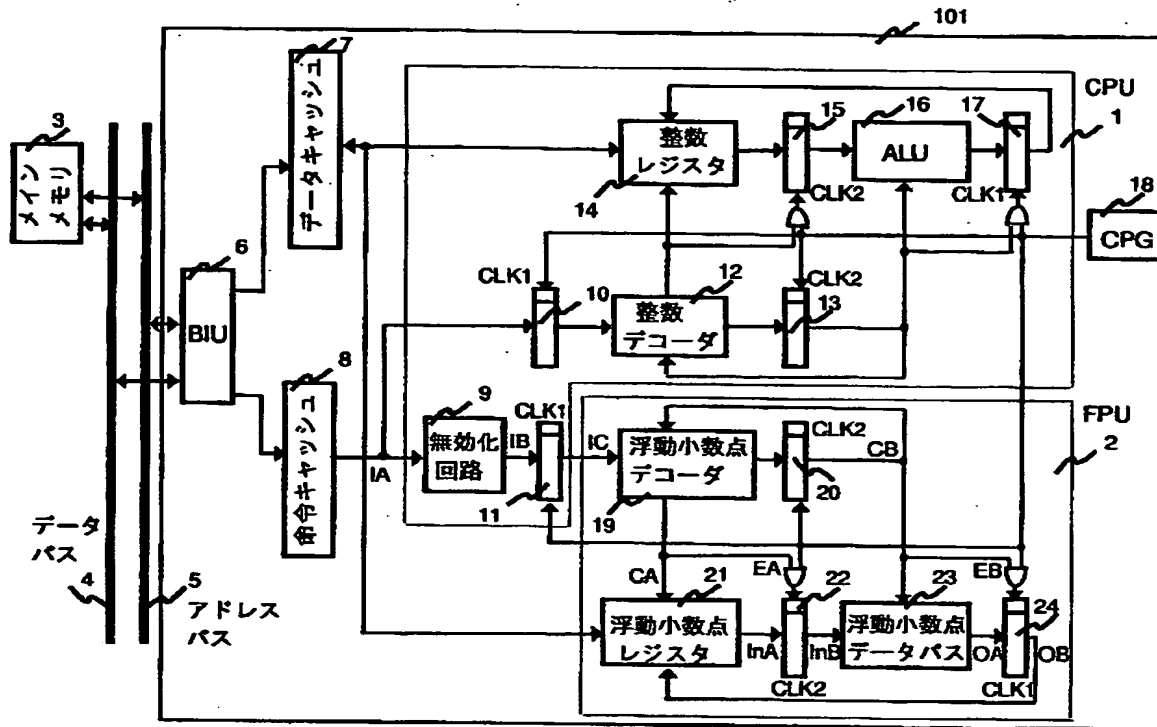 101
7
データキャッシュ
CPU
1
3
メイン
メモリ
整数
レジスタ
14
15
CLK2
16
ALU
17
CLK1
18
CPG
6
BIU
CLK1
10
12
整数
デコーダ
CLK2
13
8
命令キャッシュ
IA
9
無効化
回路
IB
CLK1
11
IC
浮動小数点
デコーダ
19
CLK2
20
CB
FPU
2
データ
バス
4
5
アドレス
バス
CA
21
浮動小数点
レジスタ
InA
EA
22
CLK2
InB
23
浮動小数点
データパス
OA
EB
24
CLK1
OB